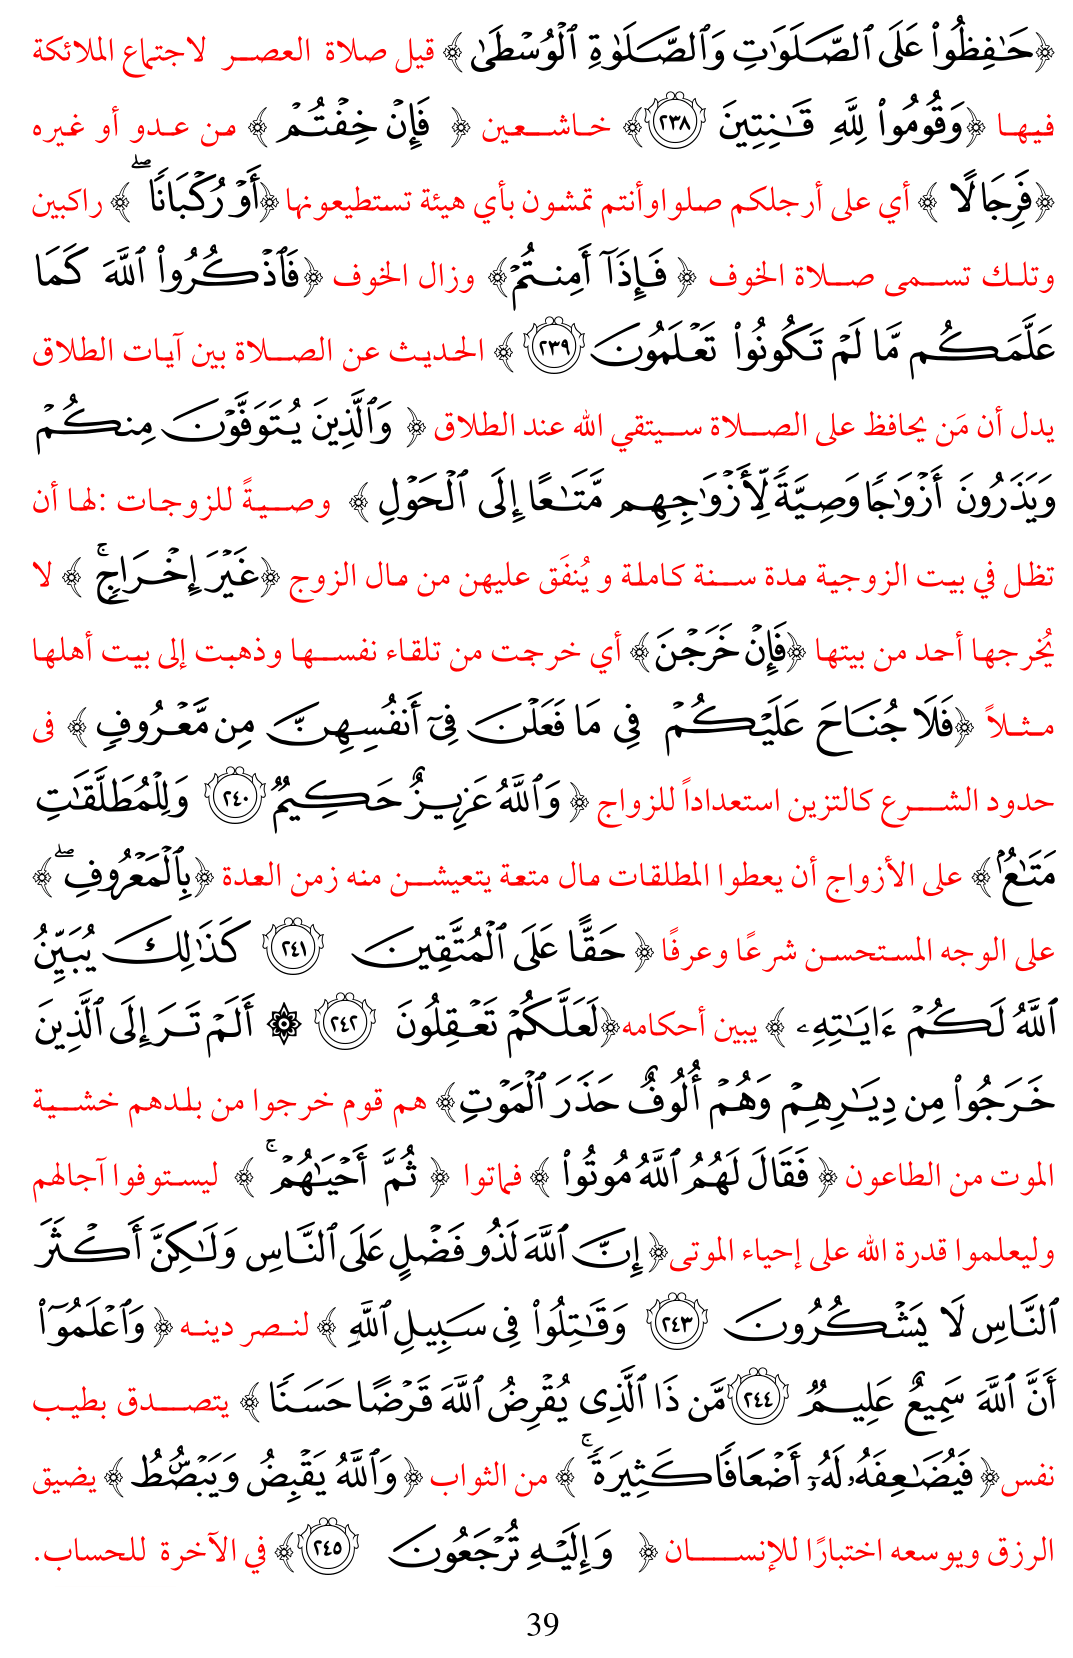 ﴿حَٰفِظُواْ عَلَى ٱلصَّلَوَٰتِ وَٱلصَّلَوٰةِ ٱلۡوُسۡطَىٰ﴾ قيل صلاة العصر لاجتماع الملائكة
فيها ﴿وَقُومُواْ لِلَّهِ قَٰنِتِينَ ٢٣٨﴾ خاشعين ﴿ فَإِنۡ خِفۡتُمۡ ﴾ من عدو أو غيره
﴿فَرِجَالًا ﴾ أي على أرجلكم صلوا وأنتم تمشون بأي هيئة تستطيعونها ﴿أَوۡ رُكۡبَانٗاۖ ﴾ راكبين
وتلك تسمى صلاة الخوف ﴿ فَإِذَآ أَمِنتُمۡ﴾ وزال الخوف ﴿فَٱذۡكُرُواْ ٱللَّهَ كَمَا
عَلَّمَكُم مَّا لَمۡ تَكُونُواْ تَعۡلَمُونَ ٢٣٩ ﴾ الحديث عن الصلاة بين آيات الطلاق
يدل أن مَن يحافظ على الصلاة سيتقي الله عند الطلاق ﴿ وَٱلَّذِينَ يُتَوَفَّوۡنَ مِنكُمۡ
وَيَذَرُونَ أَزۡوَٰجٗا وَصِيَّةٗ لِّأَزۡوَٰجِهِم مَّتَٰعًا إِلَى ٱلۡحَوۡلِ ﴾ وصيةً للزوجات :لها أن
تظل في بيت الزوجية مدة سنة كاملة و يُنفَق عليهن من مال الزوج ﴿غَيۡرَ إِخۡرَاجٖۚ ﴾ لا
يُخرجها أحمد من بيتها ﴿فَإِنۡ خَرَجۡنَ﴾ أي خرجت من تلقاء نفسها وذهبت إلى بيت أهلها
مثلاً ﴿فَلَا جُنَاحَ عَلَيۡكُمۡ فِي مَا فَعَلۡنَ فِيٓ أَنفُسِهِنَّ مِن مَّعۡرُوفٖ ﴾ فى
حدود الشرع كالتزين استعداداً للزواج ﴿ وَٱللَّهُ عَزِيزٌ حَكِيمٞ ٢٤٠ وَلِلۡمُطَلَّقَٰتِ
مَتَٰعُۢ ﴾ على الأزواج أن يعطوا المطلقات مال متعة يتعيشن منه زمن العدة ﴿بِٱلۡمَعۡرُوفِۖ ﴾
على الوجه المستحسن شرعًا وعرفًا ﴿ حَقًّا عَلَى ٱلۡمُتَّقِينَ ٢٤١ كَذَٰلِكَ يُبَيِّنُ
ٱللَّهُ لَكُمۡ ءَايَٰتِهِۦ ﴾ يبين أحكامه﴿لَعَلَّكُمۡ تَعۡقِلُونَ ٢٤٢ ۞ أَلَمۡ تَرَ إِلَى ٱلَّذِينَ
خَرَجُواْ مِن دِيَٰرِهِمۡ وَهُمۡ أُلُوفٌ حَذَرَ ٱلۡمَوۡتِ﴾ هم قوم خرجوا من بلدهم خشية
الموت من الطاعون ﴿ فَقَالَ لَهُمُ ٱللَّهُ مُوتُواْ ﴾ فماتوا ﴿ ثُمَّ أَحۡيَٰهُمۡۚ ﴾ ليستوفوا آجالهم
وليعلموا قدرة الله على إحياء الموتى﴿ إِنَّ ٱللَّهَ لَذُو فَضۡلٍ عَلَى ٱلنَّاسِ وَلَٰكِنَّ أَكۡثَرَ
ٱلنَّاسِ لَا يَشۡكُرُونَ ٢٤٣ وَقَٰتِلُواْ فِي سَبِيلِ ٱللَّهِ ﴾ لنصر دينه ﴿ وَٱعۡلَمُوٓاْ
أَنَّ ٱللَّهَ سَمِيعٌ عَلِيمٞ ٢٤٤ مَّن ذَا ٱلَّذِي يُقۡرِضُ ٱللَّهَ قَرۡضًا حَسَنٗا ﴾ يتصدق بطيب
نفس﴿ فَيُضَٰعِفَهُۥ لَهُۥٓ أَضۡعَافٗا كَثِيرَةٗۚ ﴾ من الثواب ﴿ وَٱللَّهُ يَقۡبِضُ وَيَبۡصُۜطُ ﴾ يضيق
الرزق ويوسعه اختبارًا للإنسان ﴿ وَإِلَيۡهِ تُرۡجَعُونَ ٢٤٥ ﴾ في الآخرة للحساب.
39